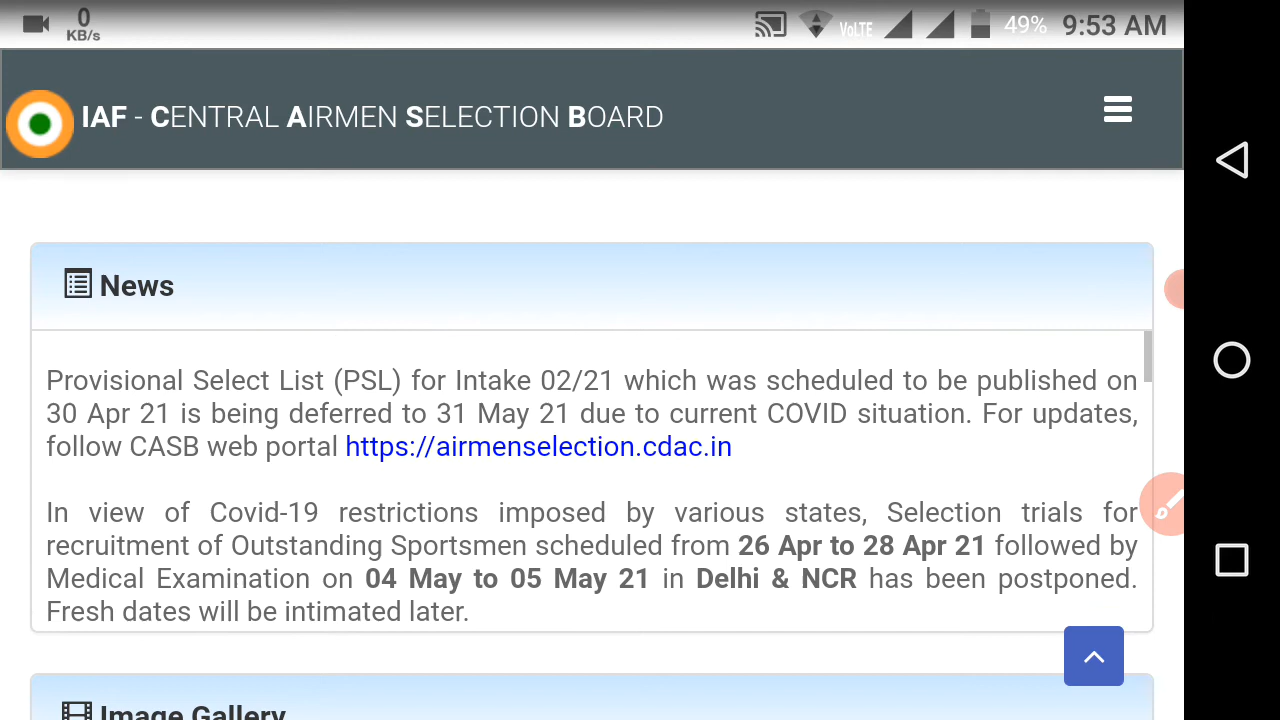 0
KB/s
VoLTE
49% 9:53 AM
IAF - CENTRAL AIRMEN SELECTION BOARD
News
Provisional Select List (PSL) for Intake 02/21 which was scheduled to be published on
30 Apr 21 is being deferred to 31 May 21 due to current COVID situation. For updates,
follow CASB web portal https://airmenselection.cdac.in
In view of Covid-19 restrictions imposed by various states, Selection trials for
recruitment of Outstanding Sportsmen scheduled from 26 Apr to 28 Apr 21 followed by
Medical Examination on 04 May to 05 May 21 in Delhi & NCR has been postponed.
Fresh dates will be intimated later.
Image Gallery